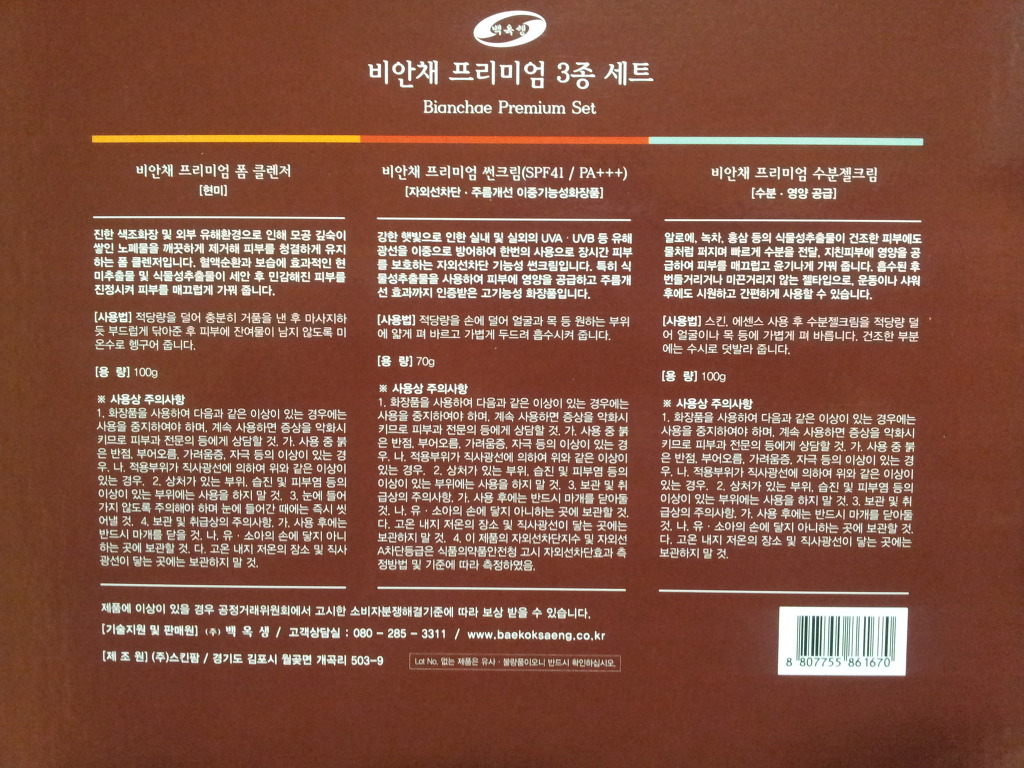 백옥생
비안채 프리미엄 3종 세트
Bianchae Premium Set
비안채 프리미엄 폼 클렌저
[현미]
진한 색조화장 및 외부 유해환경으로 인해 모공 깊숙이
쌓인 노폐물을 깨끗하게 제거해 피부를 청결하게 유지
하는 폼 클렌저입니다. 혈액순환과 보습에 효과적인 현
미추출물 및 식물성추출물이 세안 후 민감해진 피부를
진정시켜 피부를 매끄럽게 가꿔 줍니다.
[사용법] 적당량을 덜어 충분히 거품을 낸 후 마사지하
듯 부드럽게 닦아준 후 피부에 잔여물이 남지 않도록 미
온수로 헹구어 줍니다.
[용 량] 100g
※ 사용상 주의사항
1. 화장품을 사용하여 다음과 같은 이상이 있는 경우에는
사용을 중지하여야 하며, 계속 사용하면 증상을 악화시
키므로 피부과 전문의 등에게 상담할 것. 가. 사용 중 붉
은 반점, 부어오름, 가려움증, 자극 등의 이상이 있는 경
우, 나. 적용부위가 직사광선에 의하여 위와 같은 이상이
있는 경우. 2. 상처가 있는 부위, 습진 및 피부염 등의
이상이 있는 부위에는 사용을 하지 말 것. 3. 눈에 들어
가지 않도록 주의해야 하며 눈에 들어간 때에는 즉시 씻
어낼 것. 4. 보관 및 취급상의 주의사항. 가. 사용 후에는
반드시 마개를 닫을 것. 나. 유·소아의 손에 닿지 아니
하는 곳에 보관할 것. 다. 고온 내지 저온의 장소 및 직사
광선이 닿는 곳에는 보관하지 말 것.
비안채 프리미엄 썬크림(SPF41 / PA+++)
[자외선차단·주름개선 이중기능성화장품]
강한 햇빛으로 인한 실내 및 실외의 UVA·UVB 등 유해
광선을 이중으로 방어하여 한번의 사용으로 장시간 피부
를 보호하는 자외선차단 기능성 썬크림입니다. 특히 식
물성추출물을 사용하여 피부에 영양을 공급하고 주름개
선 효과까지 인증받은 고기능성 화장품입니다.
[사용법] 적당량을 손에 덜어 얼굴과 목 등 원하는 부위
에 얇게 펴 바르고 가볍게 두드려 흡수시켜 줍니다.
[용 량] 70g
※ 사용상 주의사항
1. 화장품을 사용하여 다음과 같은 이상이 있는 경우에는
사용을 중지하여야 하며, 계속 사용하면 증상을 악화시
키므로 피부과 전문의 등에게 상담할 것. 가. 사용 중 붉
은 반점, 부어오름, 가려움증, 자극 등의 이상이 있는 경
우, 나. 적용부위가 직사광선에 의하여 위와 같은 이상이
있는 경우. 2. 상처가 있는 부위, 습진 및 피부염 등의
이상이 있는 부위에는 사용을 하지 말 것. 3. 보관 및 취
급상의 주의사항. 가. 사용 후에는 반드시 마개를 닫아둘
것. 나. 유·소아의 손에 닿지 아니하는 곳에 보관할 것.
다. 고온 내지 저온의 장소 및 직사광선이 닿는 곳에는
보관하지 말 것. 4. 이 제품의 자외선차단지수 및 자외선
A차단등급은 식품의약품안전청 고시 자외선차단효과 측
정방법 및 기준에 따라 측정하였음.
비안채 프리미엄 수분젤크림
[수분·영양 공급]
알로에, 녹차, 홍삼 등의 식물성추출물이 건조한 피부에도
물처럼 퍼지며 빠르게 수분을 전달, 지친피부에 영양을 공
급하여 피부를 매끄럽고 윤기나게 가꿔 줍니다. 흡수된 후
번들거리거나 미끈거리지 않는 젤타입으로, 운동이나 샤워
후에도 시원하고 간편하게 사용할 수 있습니다.
[사용법] 스킨, 에센스 사용 후 수분젤크림을 적당량 덜
어 얼굴이나 목 등에 가볍게 펴 바릅니다. 건조한 부분
에는 수시로 덧발라 줍니다.
[용 량] 100g
※ 사용상 주의사항
1. 화장품을 사용하여 다음과 같은 이상이 있는 경우에는
사용을 중지하여야 하며, 계속 사용하면 증상을 악화시
키므로 피부과 전문의 등에게 상담할 것. 가. 사용 중 붉
은 반점, 부어오름, 가려움증, 자극 등의 이상이 있는 경
우, 나. 적용부위가 직사광선에 의하여 위와 같은 이상이
있는 경우. 2. 상처가 있는 부위, 습진 및 피부염 등의
이상이 있는 부위에는 사용을 하지 말 것. 3. 보관 및 취
급상의 주의사항. 가. 사용 후에는 반드시 마개를 닫아둘
것. 나. 유·소아의 손에 닿지 아니하는 곳에 보관할 것.
다. 고온 내지 저온의 장소 및 직사광선이 닿는 곳에는
보관하지 말 것.
제품에 이상이 있을 경우 공정거래위원회에서 고시한 소비자분쟁해결기준에 따라 보상 받을 수 있습니다.
[기술지원 및 판매원] (주) 백 옥 생 / 고객상담실 : 080 - 285 - 3311 / www.baekoksaeng.co.kr
[제 조 원] (주)스킨팜 / 경기도 김포시 월곶면 개곡리 503-9
Lot No. 없는 제품은 유사·불량품이오니 반드시 확인하십시오.
8 807755 861670